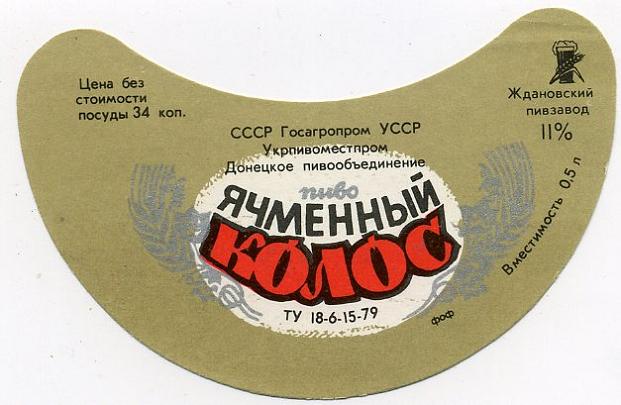 Цена без
стоимости
посуды 34 коп.
СССР Госагропром УССР
Укрпивоместпром
Донецкое пивообъединение
пиво
ЯЧМЕННЫЙ
КОЛОС
ТУ 18-6-15-79
Ждановский
пивзавод
11%
Вместимость 0,5 л
фоф